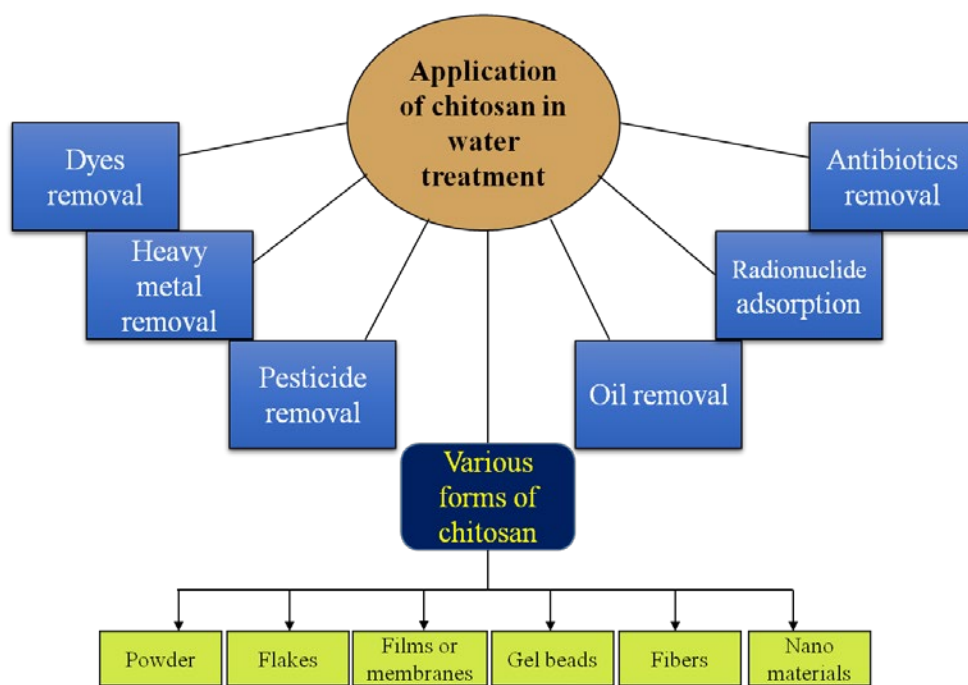 Application
of chitosan in
water
treatment
Dyes
removal
Heavy
metal
removal
Pesticide
removal
Antibiotics
removal
Radionuclide
adsorption
Oil removal
Various
forms of
chitosan
Powder
Flakes
Films or
membranes
Gel beads
Fibers
Nano
materials